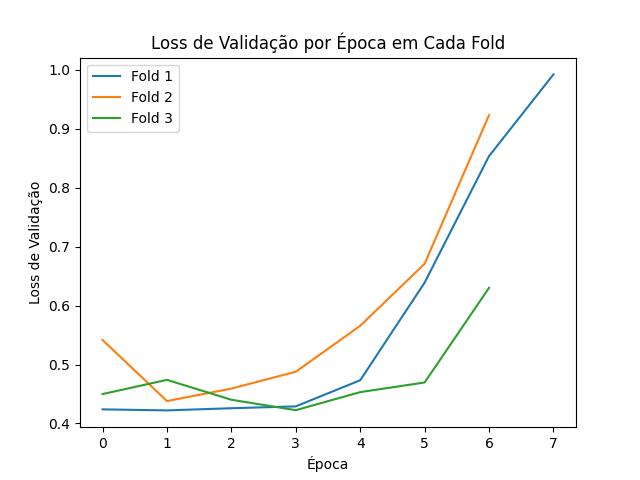 Loss de Validação por Época em Cada Fold
Fold 1
Fold 2
Fold 3
Loss de Validação
1.0
0.9
0.8
0.7
0.6
0.5
0.4
0 1 2 3 4 5 6 7
Época